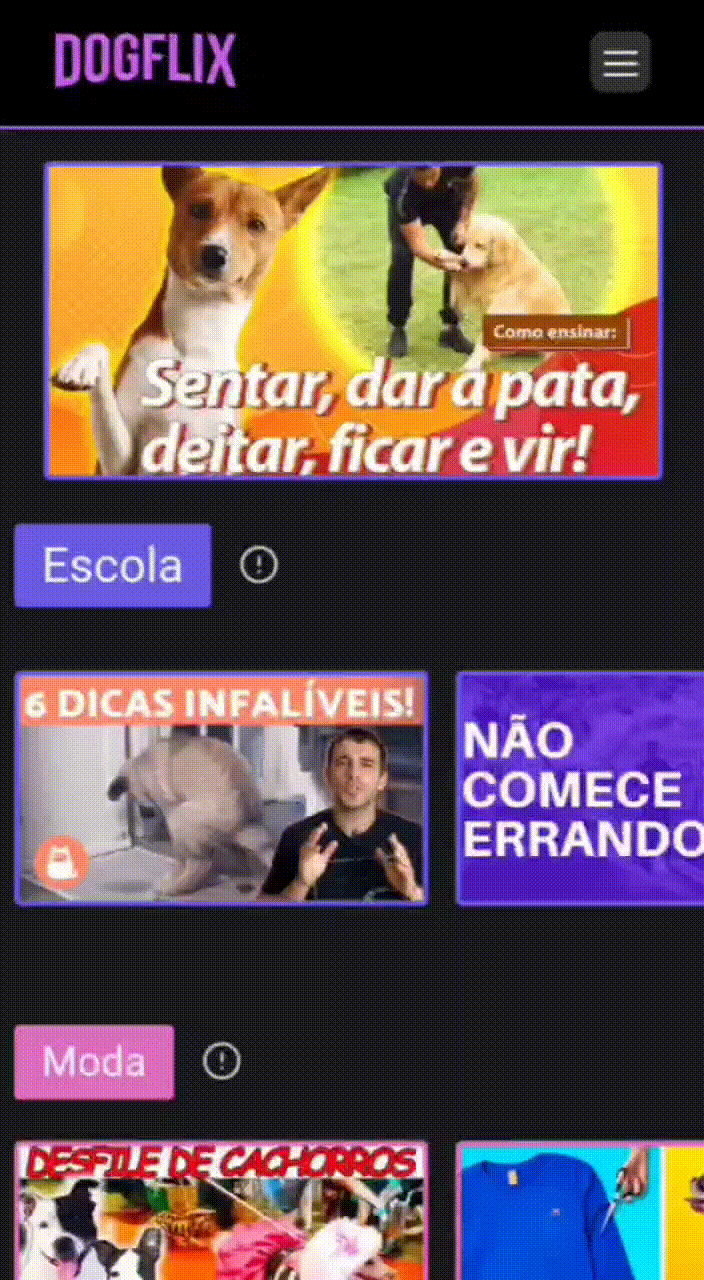 DOGFLIX
Como ensinar:
Sentar, dar a pata,
deitar, ficar e vir!
Escola
6 DICAS INFALÍVEIS!
NÃO
COMECE
ERRANDO
Moda
DESFILE DE CACHORROS